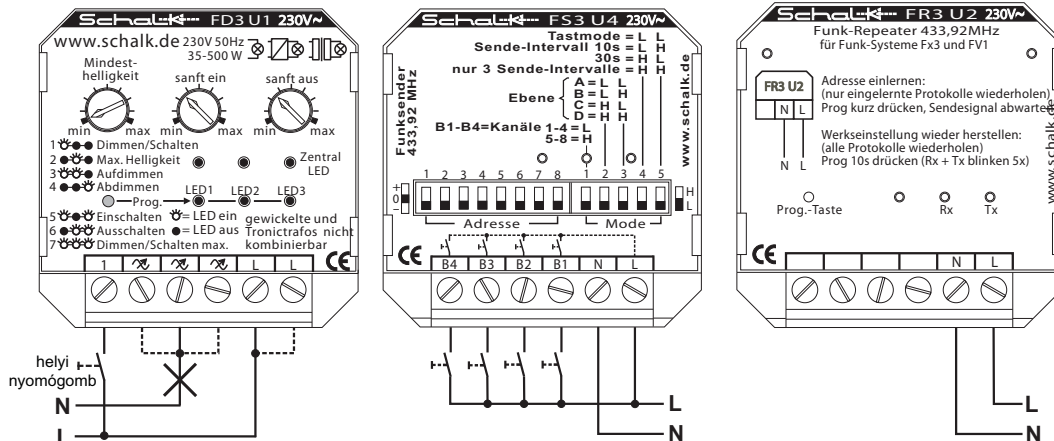 Schalk FD3 U1 230V~
www.schalk.de 230V 50Hz
35-500 W
Mindest-
helligkeit
sanft ein
sanft aus
min max min max min max
1 Dimmen/Schalten
2 Max. Helligkeit
3 Aufdimmen
4 Abdimmen
Zentral
LED
Prog. LED1 LED2 LED3
5 Einschalten = LED ein
6 Ausschalten = LED aus
7 Dimmen/Schalten max.
gewickelte und
Tronictrafos nicht
kombinierbar
CE
1 L L
helyi
nyomógomb
N
L
Schalk FS3 U4 230V~
Tastmode = L L
Sende-Intervall 10s = L H
30s = H L
nur 3 Sende-Intervalle = H H
Ebene
A = L L
B = L H
C = H L
D = H H
B1-B4=Kanäle 1-4 = L
5-8 = H
Funksender
433,92 MHz
www.schalk.de
1 2 3 4 5 6 7 8 1 2 3 4 5
+
0
–
H
L
Adresse Mode
CE
B4 B3 B2 B1 N L
L
N
Schalk FR3 U2 230V~
Funk-Repeater 433,92MHz
für Funk-Systeme Fx3 und FV1
FR3 U2
N L
N L
Adresse einlernen:
(nur eingelernte Protokolle wiederholen)
Prog kurz drücken, Sendesignal abwarten
Werkseinstellung wieder herstellen:
(alle Protokolle wiederholen)
Prog 10s drücken (Rx + Tx blinken 5x)
www.schalk.de
Prog.-Taste Rx Tx
CE
N L
L
N